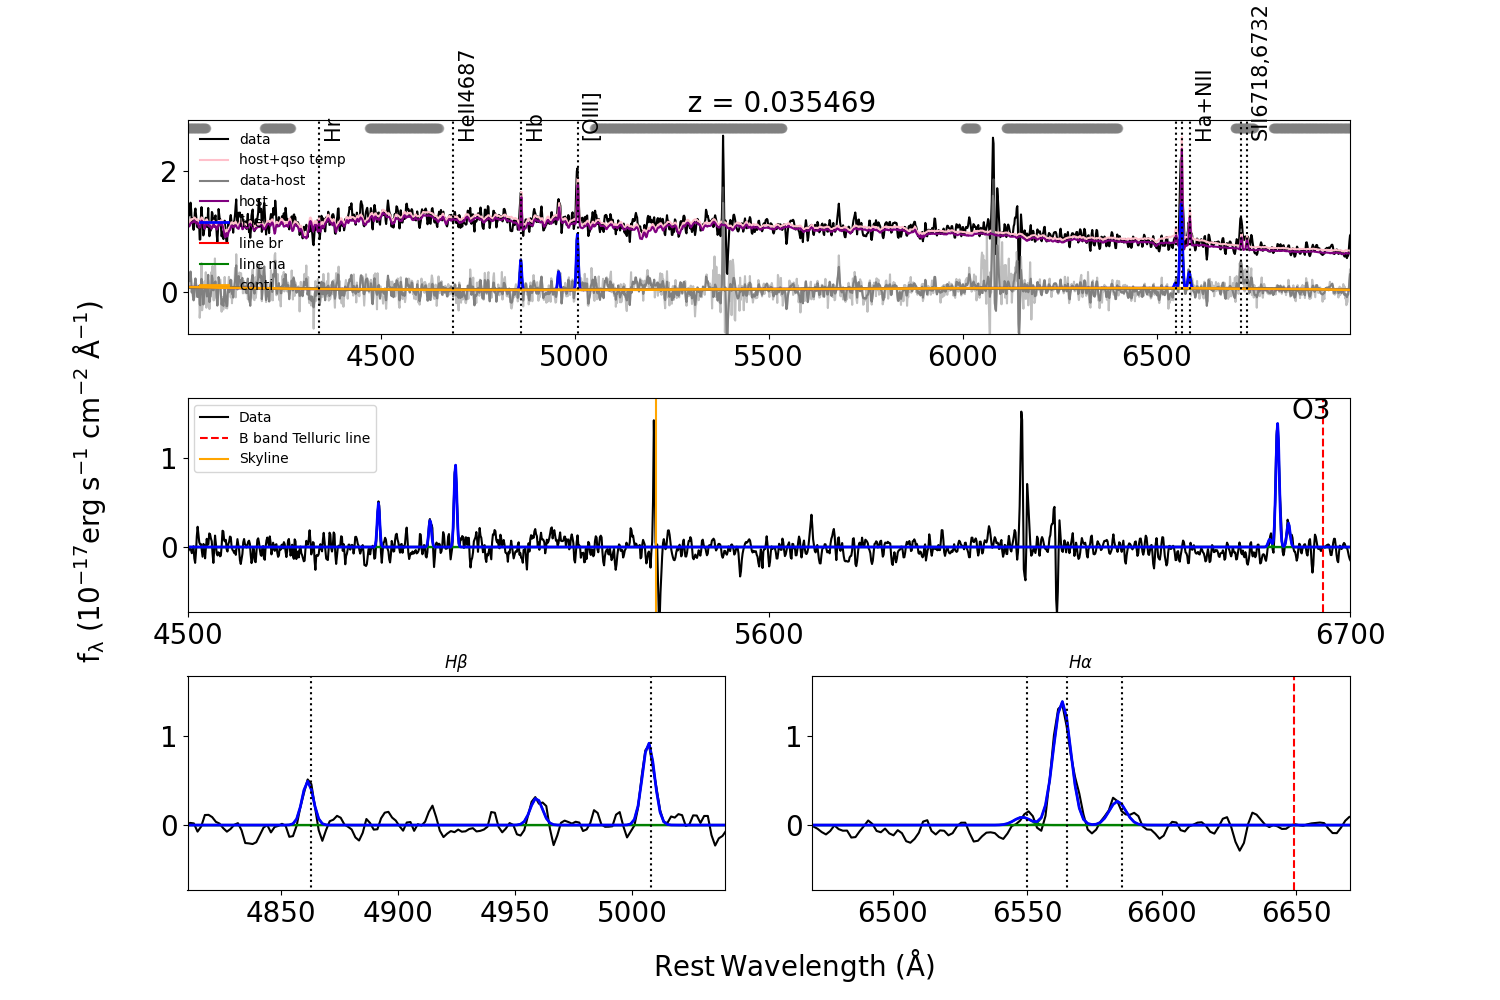 z = 0.035469
Hr
HeII4687
Hb
[OIII]
Ha+NII
SII6718,6732
data
host+qso temp
data-host
host
line br
line na
conti
2
0
4500 5000 5500 6000 6500
Data
B band Telluric line
Skyline
O3
1
0
4500 5600 6700
fλ (10−17erg s−1 cm−2 Å−1)
Hβ
1
0
4850 4900 4950 5000
Hα
1
0
6500 6550 6600 6650
Rest Wavelength (Å)